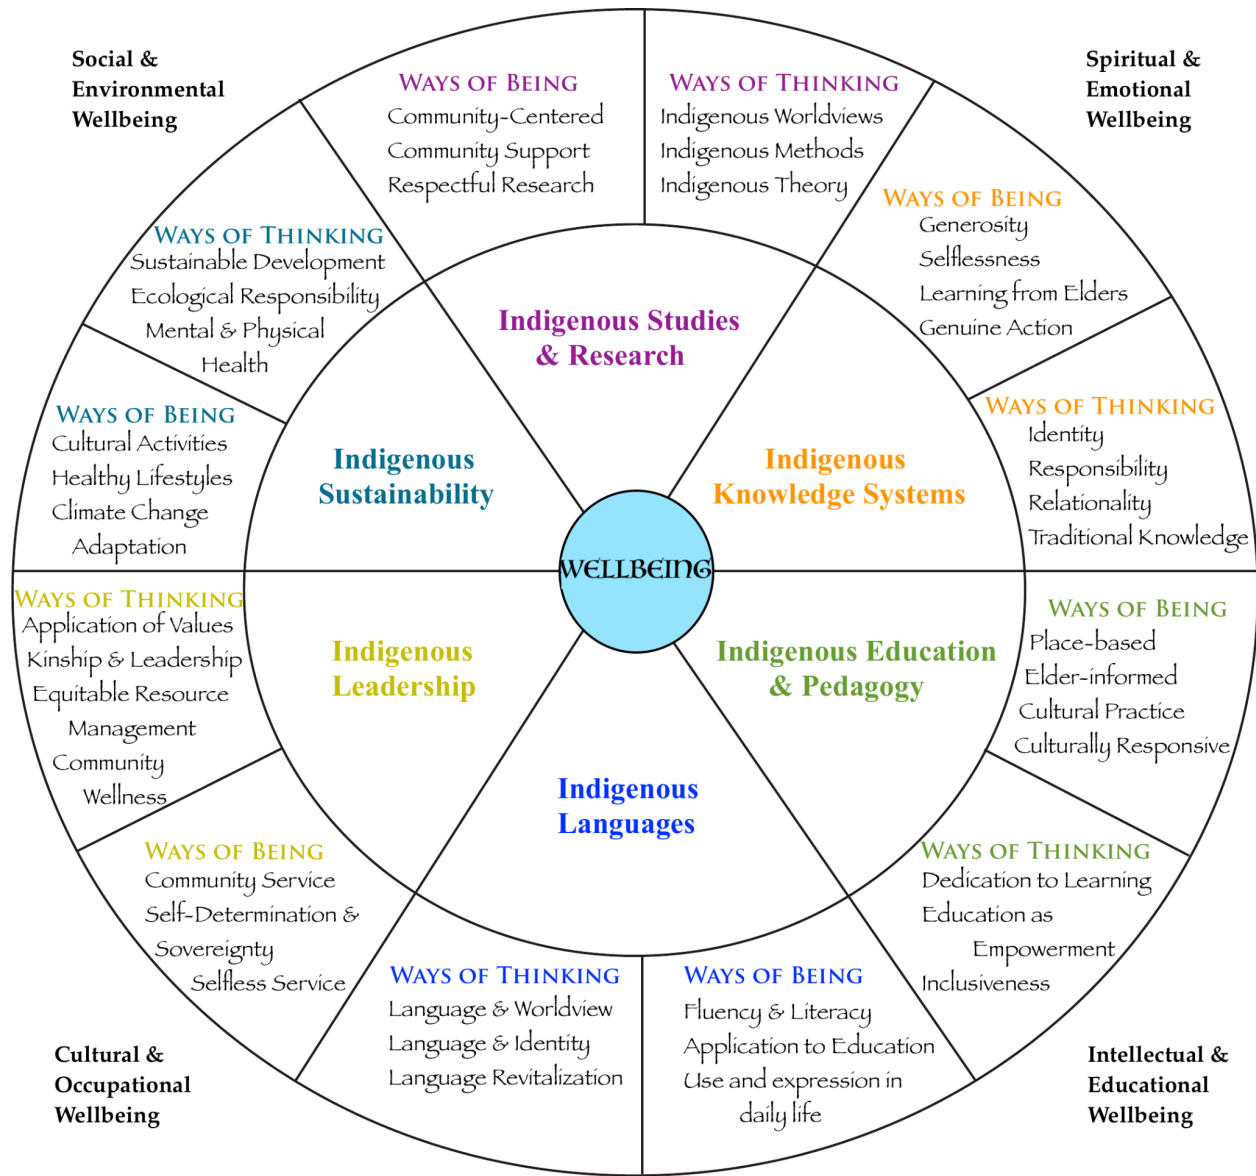 Social &
Environmental
Wellbeing
Spiritual &
Emotional
Wellbeing
WAYS OF BEING
Community-Centered
Community Support
Respectful Research
WAYS OF THINKING
Indigenous Worldviews
Indigenous Methods
Indigenous Theory
WAYS OF BEING
Generosity
Selflessness
Learning from Elders
Genuine Action
WAYS OF THINKING
Identity
Responsibility
Relationality
Traditional Knowledge
WAYS OF THINKING
Sustainable Development
Ecological Responsibility
Mental & Physical
Health
WAYS OF BEING
Cultural Activities
Healthy Lifestyles
Climate Change
Adaptation
Indigenous Studies
& Research
Indigenous
Sustainability
Indigenous
Knowledge Systems
WELLBEING
Indigenous
Leadership
Indigenous Education
& Pedagogy
Indigenous
Languages
WAYS OF THINKING
Application of Values
Kinship & Leadership
Equitable Resource
Management
Community
Wellness
WAYS OF BEING
Community Service
Self-Determination &
Sovereignty
Selfless Service
WAYS OF THINKING
Language & Worldview
Language & Identity
Language Revitalization
WAYS OF BEING
Fluency & Literacy
Application to Education
Use and expression in
daily life
WAYS OF BEING
Place-based
Elder-informed
Cultural Practice
Culturally Responsive
WAYS OF THINKING
Dedication to Learning
Education as
Empowerment
Inclusiveness
Cultural &
Occupational
Wellbeing
Intellectual &
Educational
Wellbeing